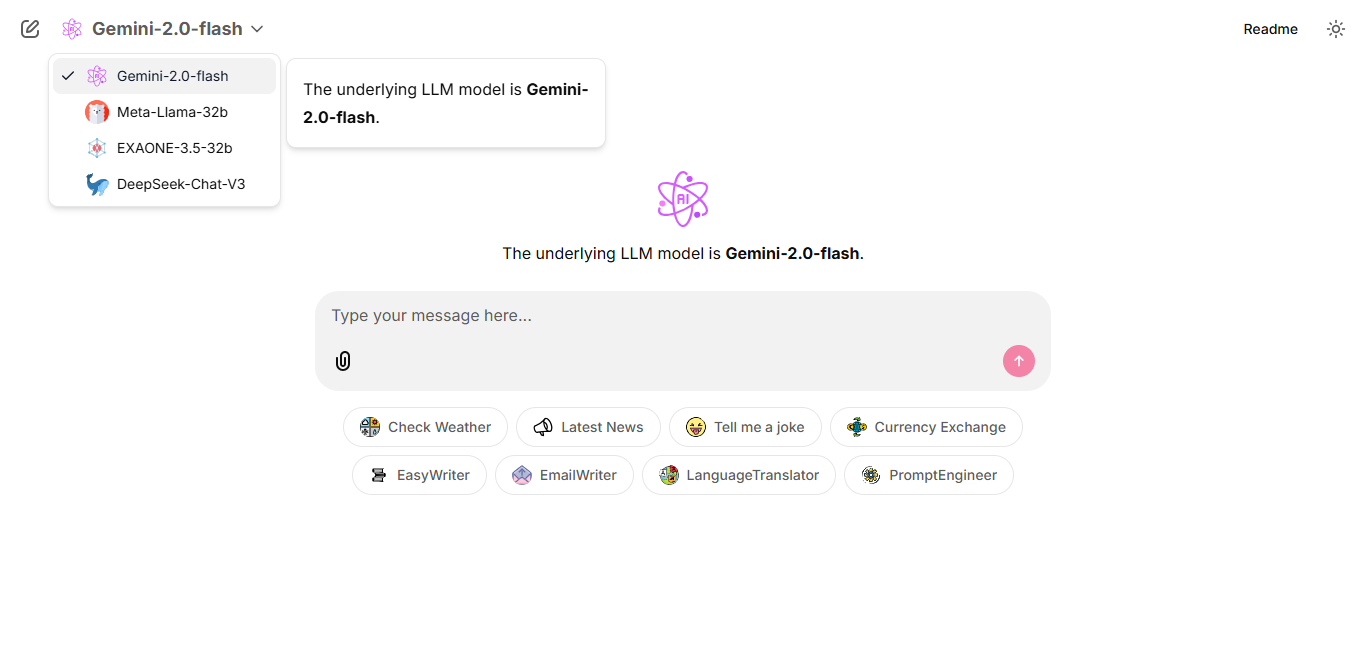 Gemini-2.0-flash
Readme
Gemini-2.0-flash
Meta-Llama-32b
EXAONE-3.5-32b
DeepSeek-Chat-V3
The underlying LLM model is Gemini-
2.0-flash.
AI
The underlying LLM model is Gemini-2.0-flash.
Type your message here...
Check Weather
Latest News
Tell me a joke
Currency Exchange
EasyWriter
EmailWriter
LanguageTranslator
PromptEngineer